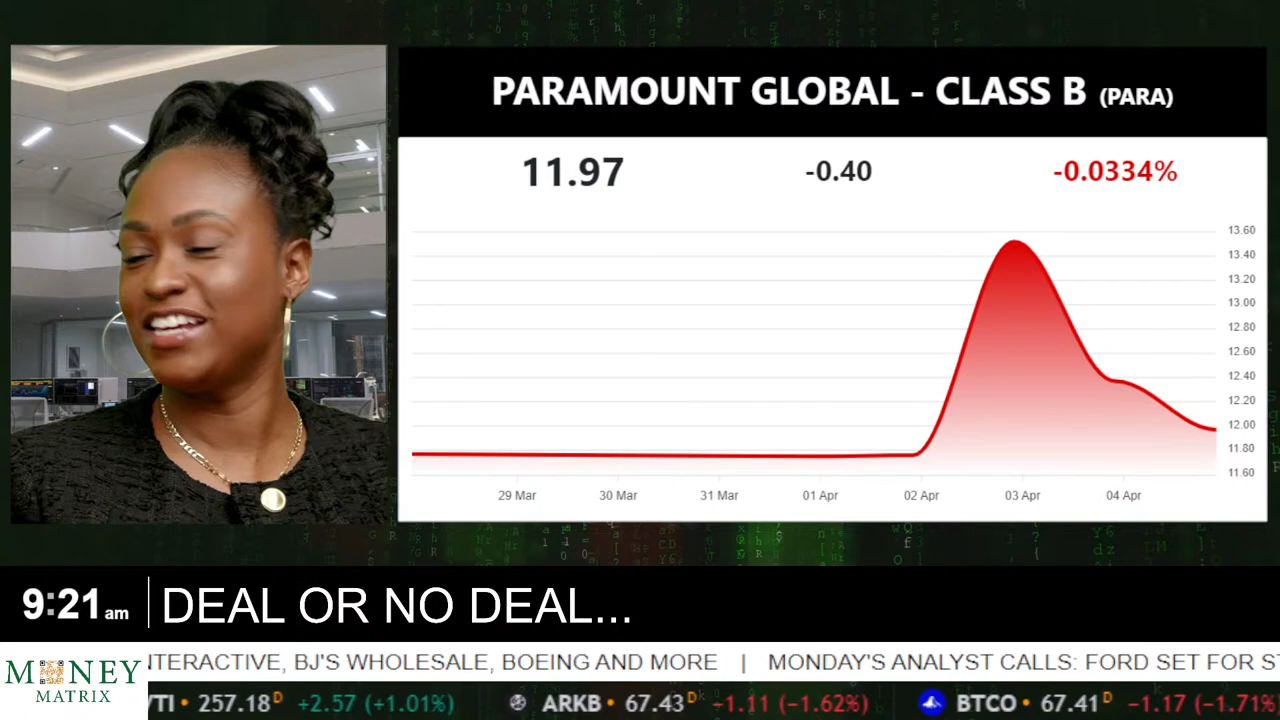 PARAMOUNT GLOBAL - CLASS B (PARA)
11.97 -0.40 -0.0334%
13.60
13.40
13.20
13.00
12.80
12.60
12.40
12.20
12.00
11.80
11.60
29 Mar 30 Mar 31 Mar 01 Apr 02 Apr 03 Apr 04 Apr
9:21 am DEAL OR NO DEAL...
MONEY
MATRIX
NTERACTIVE, BJ'S WHOLESALE, BOEING AND MORE | MONDAY'S ANALYST CALLS: FORD SET FOR ST
VTI • 257.18 D +2.57 (+1.01%) ARKB • 67.43 D −1.11 (−1.62%) BTCO • 67.41 D −1.17 (−1.71%)